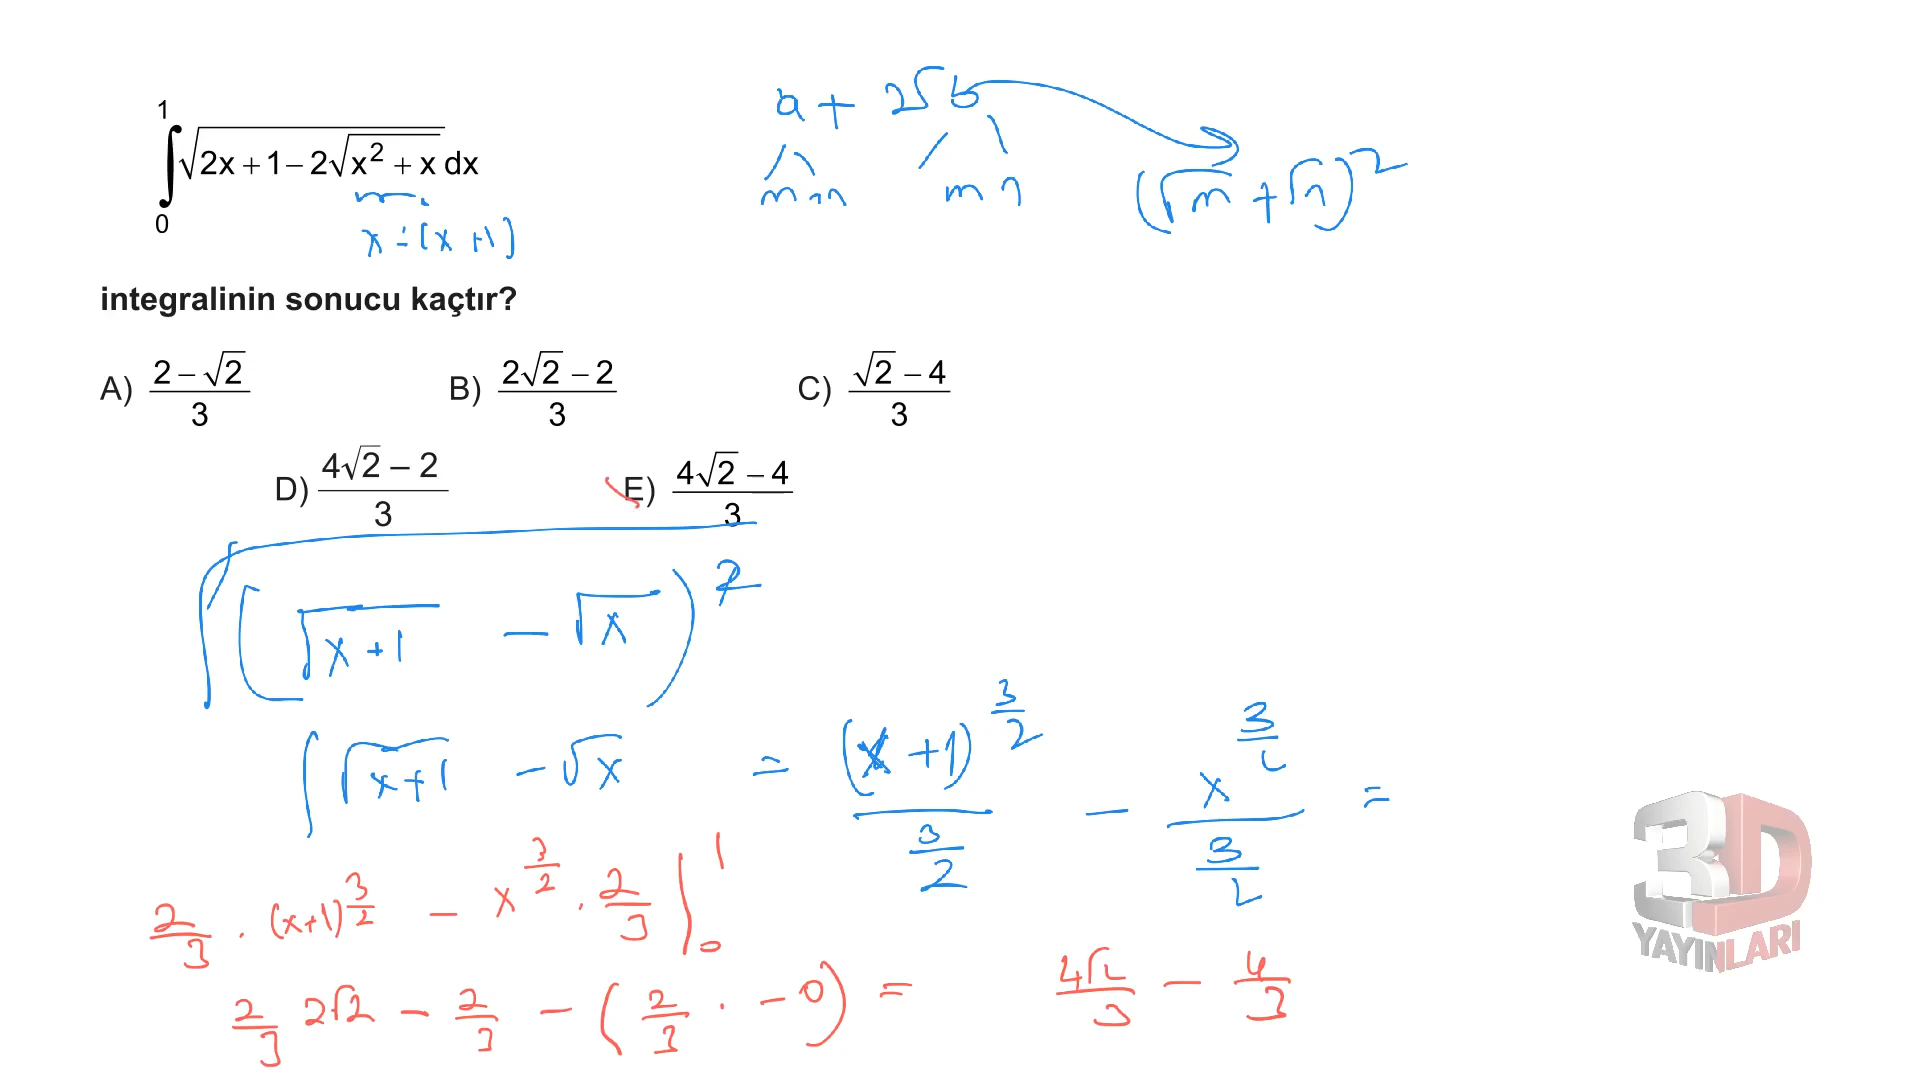 ∫₀¹ √(2x + 1 – 2√(x² + x)) dx
x · (x + 1)
a + 2√b
m+n m n (√m + √n)²
integralinin sonucu kaçtır?
A) (2 – √2)/3 B) (2√2 – 2)/3 C) (√2 – 4)/3
D) (4√2 – 2)/3 E) (4√2 – 4)/3
∫√(√(x+1) – √x)²
∫ √(x+1) – √x = (x+1)^(3/2)/(3/2) – x^(3/2)/(3/2) =
2/3 · (x+1)^(3/2) – x^(3/2) · 2/3 |₀¹
2/3 2√2 – 2/3 – (2/3 · – 0) = 4√2/3 – 4/3
3D
YAYINLARI